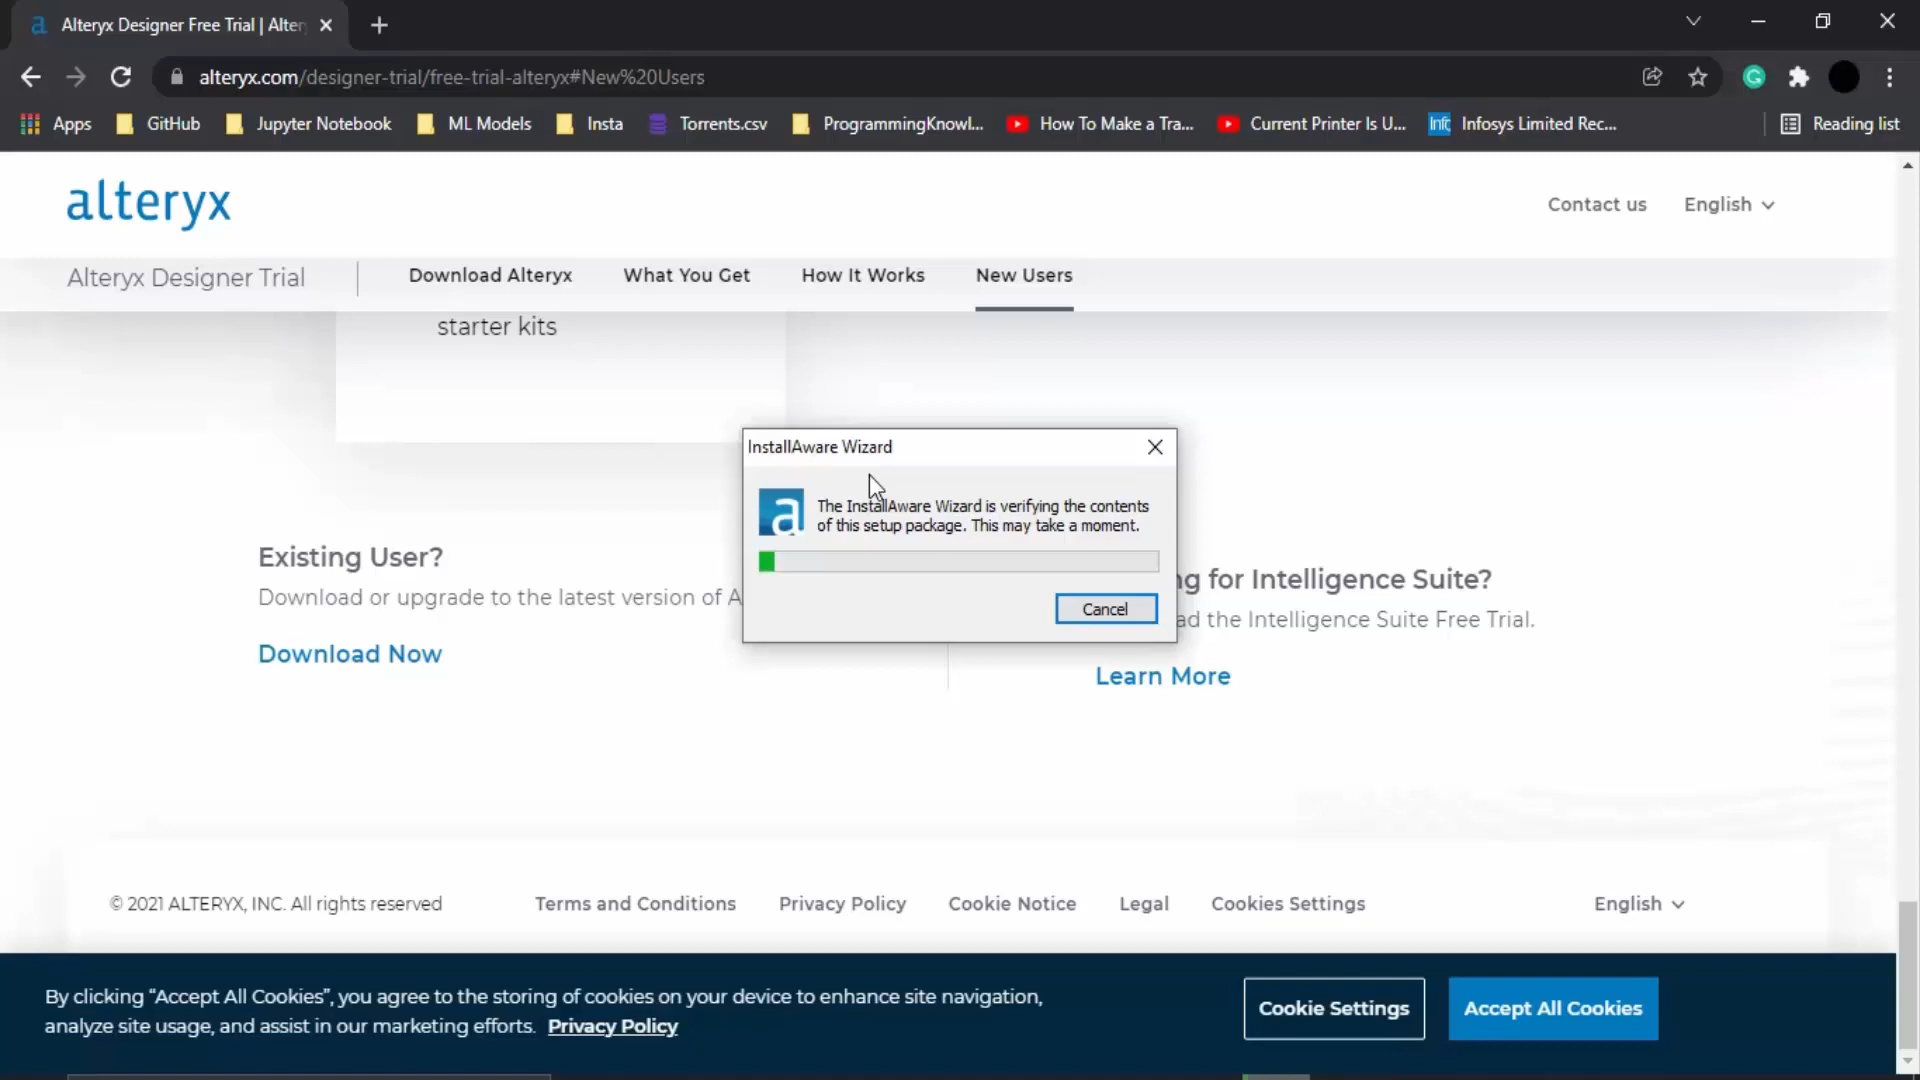 a Alteryx Designer Free Trial | Alter
alteryx.com/designer-trial/free-trial-alteryx#New%20Users
G
Apps GitHub Jupyter Notebook ML Models Insta Torrents.csv ProgrammingKnowl... How To Make a Tra... Current Printer Is U... Infc Infosys Limited Rec... Reading list
alteryx
Contact us English
Alteryx Designer Trial Download Alteryx What You Get How It Works New Users
starter kits
InstallAware Wizard
a
The InstallAware Wizard is verifying the contents
of this setup package. This may take a moment.
Cancel
Existing User?
Download or upgrade to the latest version of A
Download Now
ng for Intelligence Suite?
ad the Intelligence Suite Free Trial.
Learn More
© 2021 ALTERYX, INC. All rights reserved Terms and Conditions Privacy Policy Cookie Notice Legal Cookies Settings English
By clicking “Accept All Cookies”, you agree to the storing of cookies on your device to enhance site navigation,
analyze site usage, and assist in our marketing efforts. Privacy Policy
Cookie Settings
Accept All Cookies